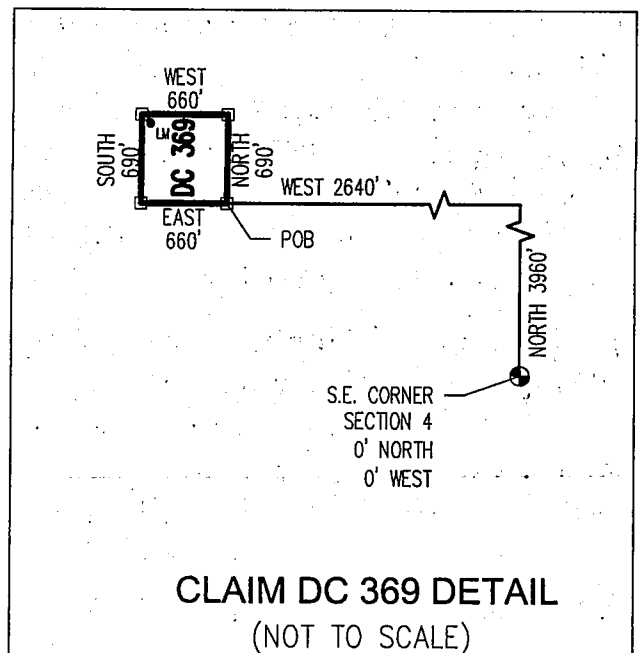 WEST
660'
SOUTH
690'
LM
DC 369
NORTH
690'
WEST 2640'
EAST
660'
POB
NORTH 3960'
S.E. CORNER
SECTION 4
0' NORTH
0' WEST
CLAIM DC 369 DETAIL
(NOT TO SCALE)